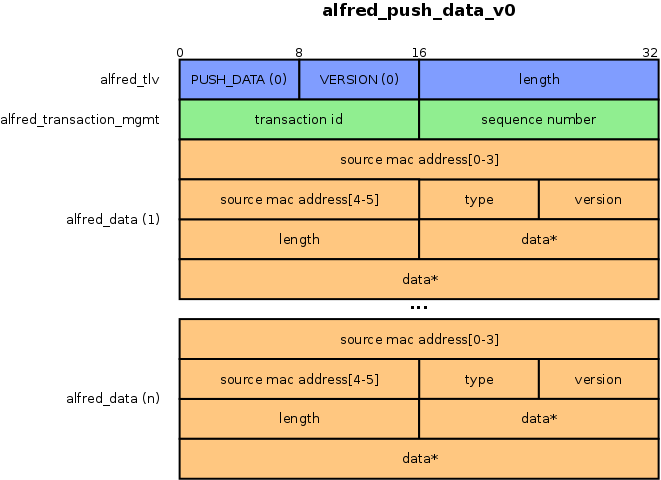 alfred_push_data_v0
0 8 16 32
alfred_tlv PUSH_DATA (0) VERSION (0) length
alfred_transaction_mgmt transaction id sequence number
source mac address[0-3]
source mac address[4-5] type version
alfred_data (1)
length data*
data*
...
source mac address[0-3]
source mac address[4-5] type version
alfred_data (n)
length data*
data*